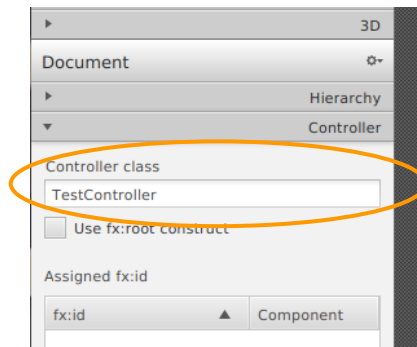 3D
Document
Hierarchy
Controller
Controller class
TestController
Use fx:root construct
Assigned fx:id
fx:id Component